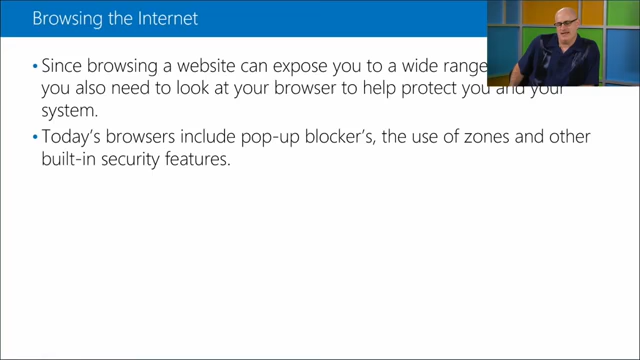 Browsing the Internet
• Since browsing a website can expose you to a wide range
you also need to look at your browser to help protect you and your
system.
• Today's browsers include pop-up blocker's, the use of zones and other
built-in security features.